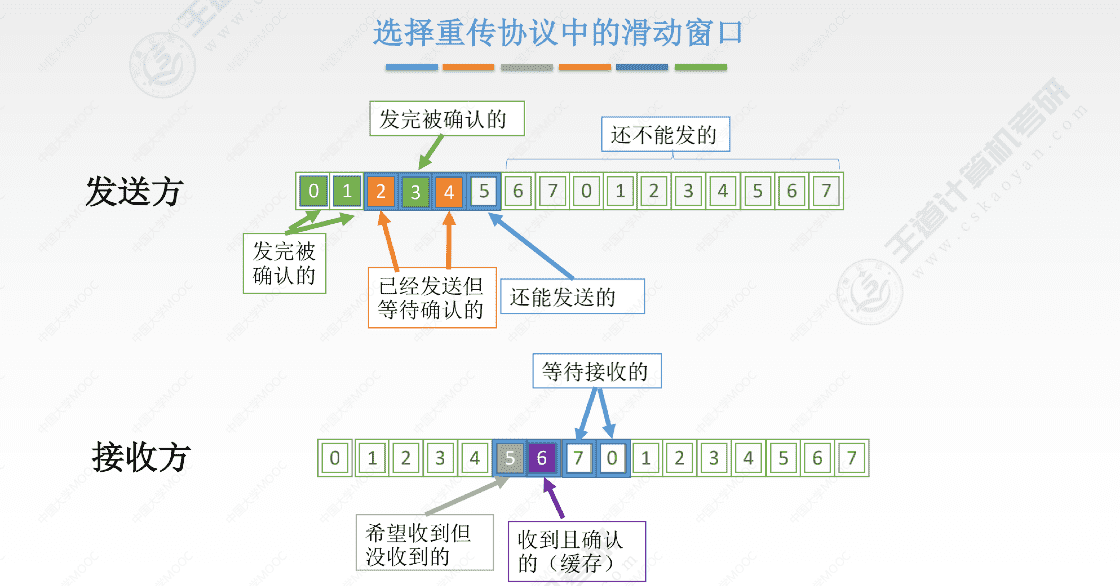 选择重传协议中的滑动窗口
发完被确认的
还不能发的
发送方
0 1 2 3 4 5 6 7 0 1 2 3 4 5 6 7
发完被
确认的
已经发送但
等待确认的
还能发送的
等待接收的
接收方
0 1 2 3 4 5 6 7 0 1 2 3 4 5 6 7
希望收到但
没收到的
收到且确认
的（缓存）
王道计算机考研
www.cskaoyan.com
中国大学MOOC